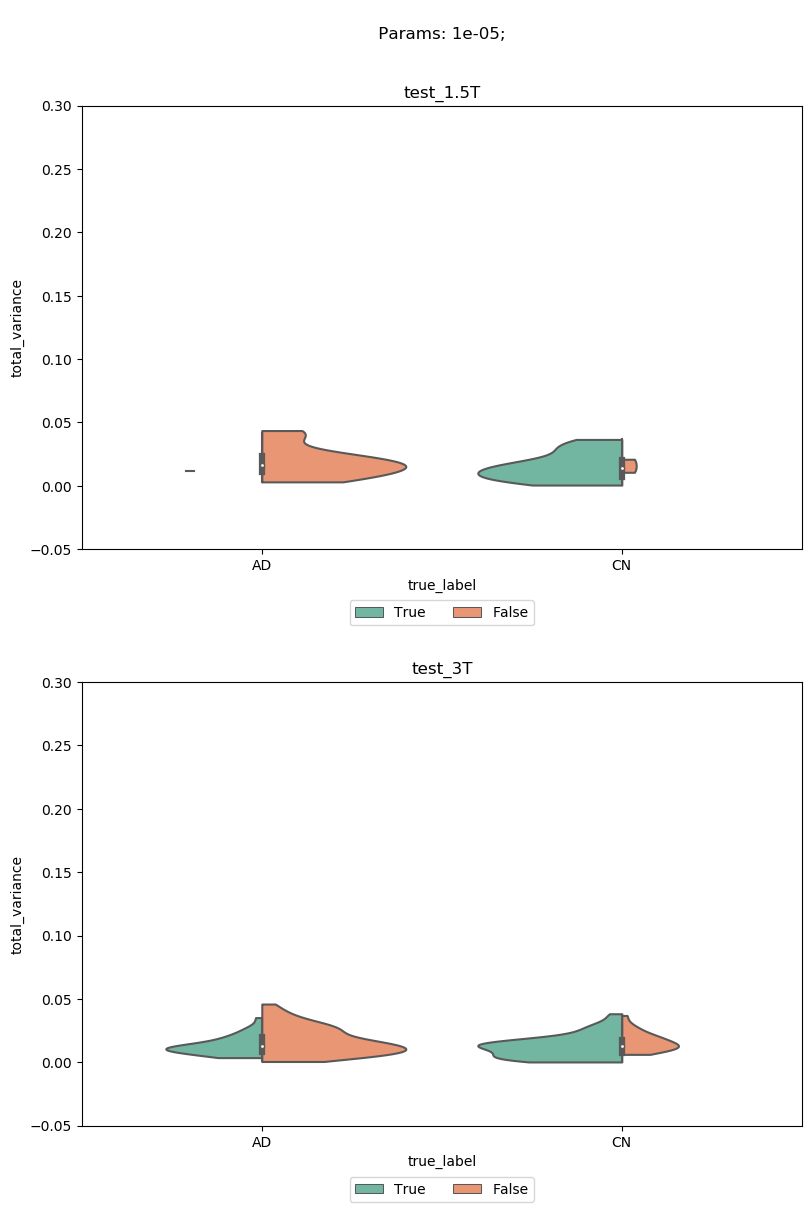 Params: 1e-05;
test_1.5T
0.30
0.25
0.20
0.15
0.10
0.05
0.00
−0.05
total_variance
AD CN
true_label
True False
test_3T
0.30
0.25
0.20
0.15
0.10
0.05
0.00
−0.05
total_variance
AD CN
true_label
True False